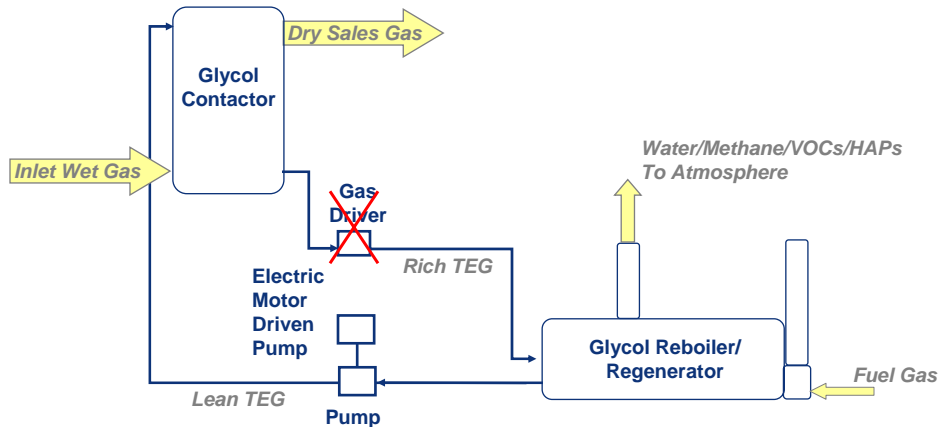 Dry Sales Gas
Glycol
Contactor
Inlet Wet Gas
Water/Methane/VOCs/HAPs
To Atmosphere
Gas
Driver
Rich TEG
Electric
Motor
Driven
Pump
Glycol Reboiler/
Regenerator
Fuel Gas
Lean TEG
Pump